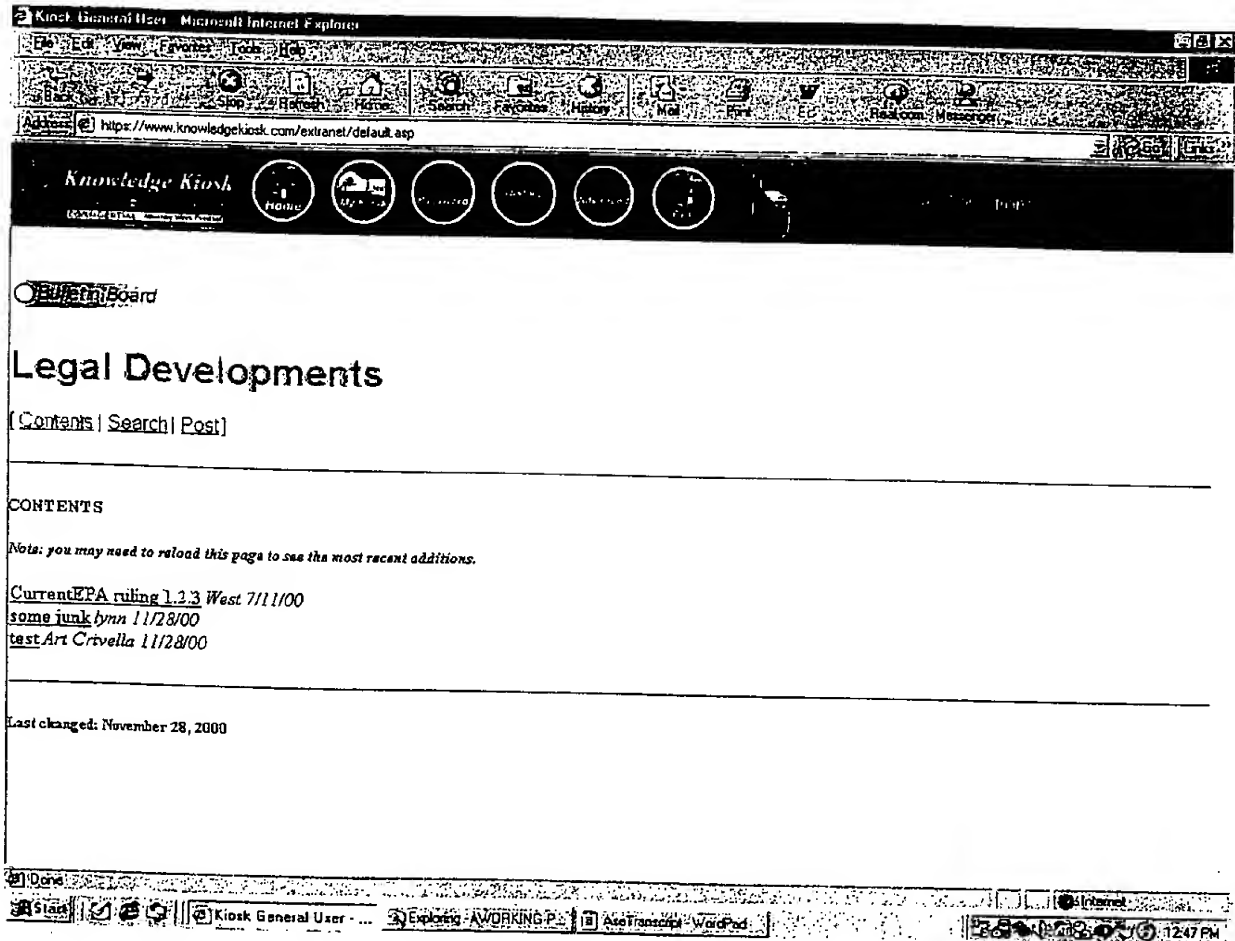 Kiosk General User - Microsoft Internet Explorer
File Edit View Favorites Tools Help
Back Stop Refresh Home Search Favorites History Mail Print Real.com Messenger
Address https://www.knowledgekiosk.com/extranet/default.asp
Knowledge Kiosk
Home
Bulletin Board
Legal Developments
[ Contents | Search | Post ]
CONTENTS
Note: you may need to reload this page to see the most recent additions.
CurrentEPA ruling 1.2.3 West 7/11/00
some junk lynn 11/28/00
test Art Crivella 11/28/00
Last changed: November 28, 2000
Done Internet
Start Kiosk General User - ... Exploring - AWORKING P... WordPad 12:47 PM